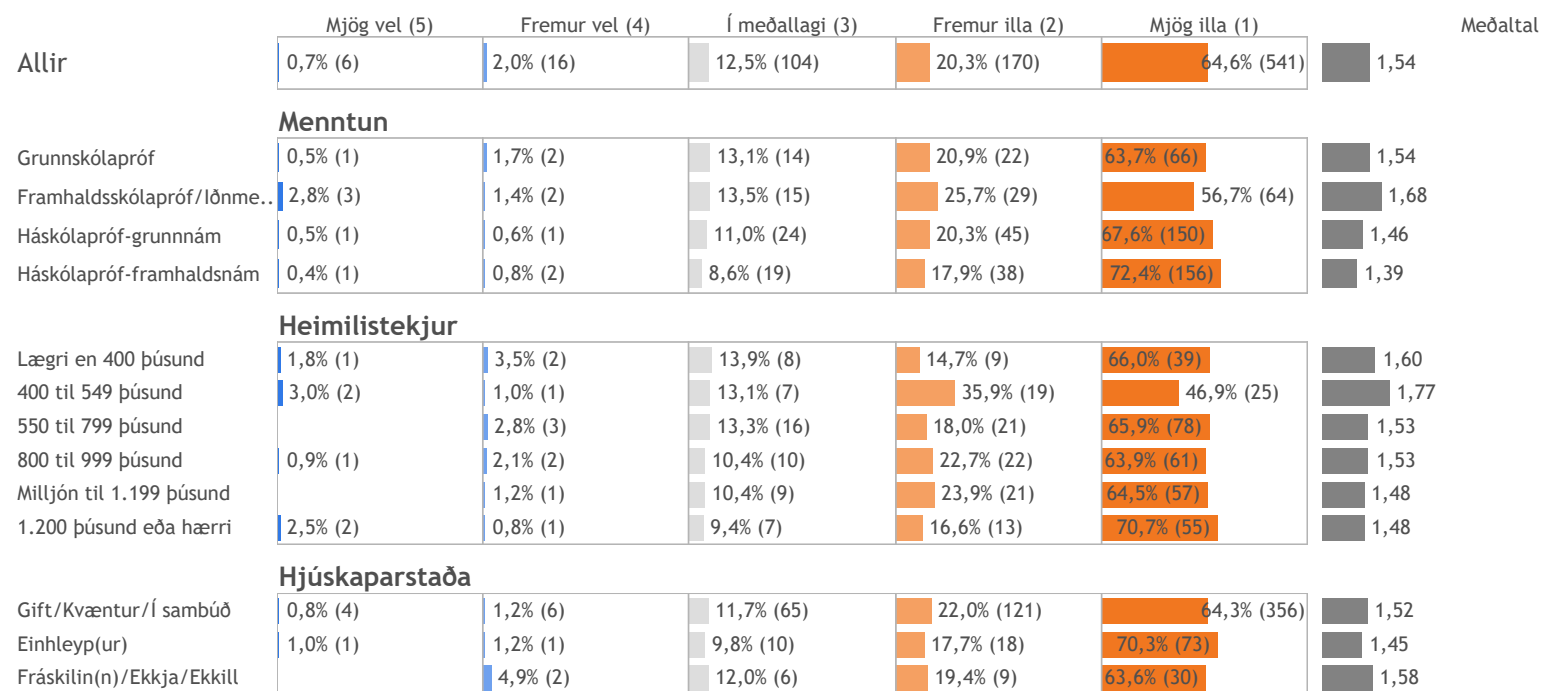 Mjög vel (5) Fremur vel (4) Í meðallagi (3) Fremur illa (2) Mjög illa (1) Meðaltal
Allir 0,7% (6) 2,0% (16) 12,5% (104) 20,3% (170) 64,6% (541) 1,54
Menntun
Grunnskólapróf 0,5% (1) 1,7% (2) 13,1% (14) 20,9% (22) 63,7% (66) 1,54
Framhaldsskólapróf/Iðnme.. 2,8% (3) 1,4% (2) 13,5% (15) 25,7% (29) 56,7% (64) 1,68
Háskólapróf-grunnnám 0,5% (1) 0,6% (1) 11,0% (24) 20,3% (45) 67,6% (150) 1,46
Háskólapróf-framhaldsnám 0,4% (1) 0,8% (2) 8,6% (19) 17,9% (38) 72,4% (156) 1,39
Heimilistekjur
Lægri en 400 þúsund 1,8% (1) 3,5% (2) 13,9% (8) 14,7% (9) 66,0% (39) 1,60
400 til 549 þúsund 3,0% (2) 1,0% (1) 13,1% (7) 35,9% (19) 46,9% (25) 1,77
550 til 799 þúsund 2,8% (3) 13,3% (16) 18,0% (21) 65,9% (78) 1,53
800 til 999 þúsund 0,9% (1) 2,1% (2) 10,4% (10) 22,7% (22) 63,9% (61) 1,53
Milljón til 1.199 þúsund 1,2% (1) 10,4% (9) 23,9% (21) 64,5% (57) 1,48
1.200 þúsund eða hærri 2,5% (2) 0,8% (1) 9,4% (7) 16,6% (13) 70,7% (55) 1,48
Hjúskaparstaða
Gift/Kvæntur/Í sambúð 0,8% (4) 1,2% (6) 11,7% (65) 22,0% (121) 64,3% (356) 1,52
Einhleyp(ur) 1,0% (1) 1,2% (1) 9,8% (10) 17,7% (18) 70,3% (73) 1,45
Fráskilin(n)/Ekkja/Ekkill 4,9% (2) 12,0% (6) 19,4% (9) 63,6% (30) 1,58